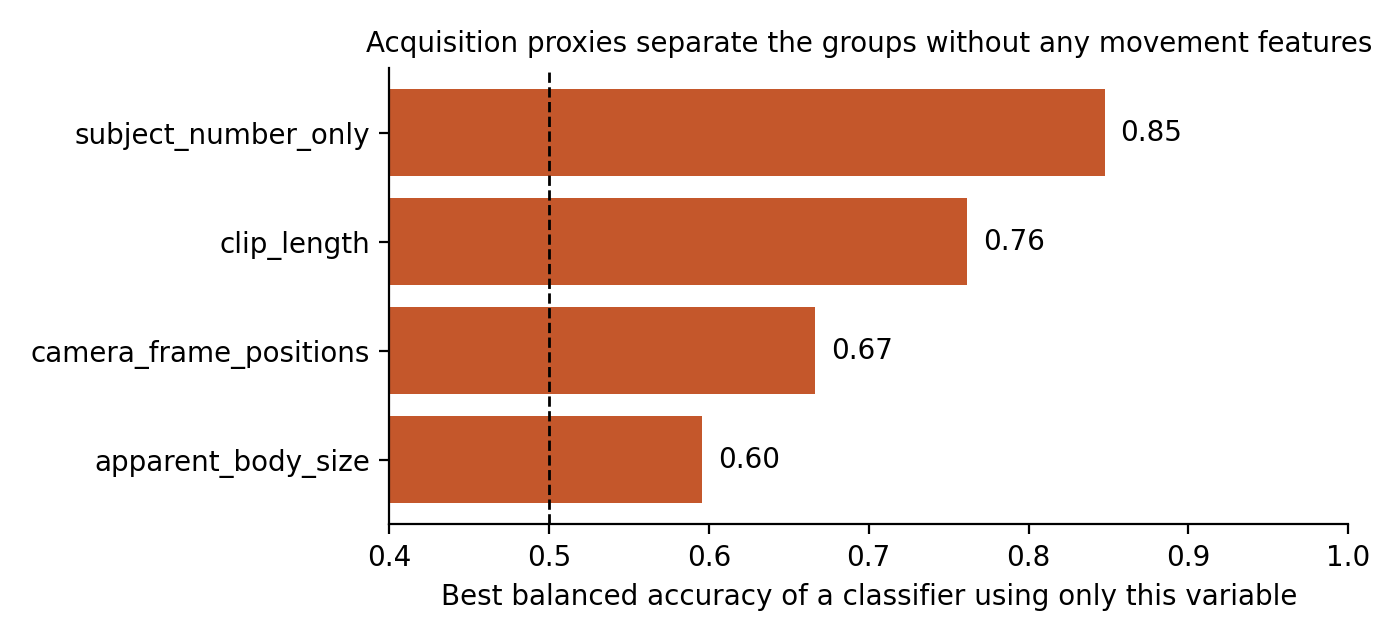 Acquisition proxies separate the groups without any movement features
subject_number_only
0.85
clip_length
0.76
camera_frame_positions
0.67
apparent_body_size
0.60
0.4 0.5 0.6 0.7 0.8 0.9 1.0
Best balanced accuracy of a classifier using only this variable